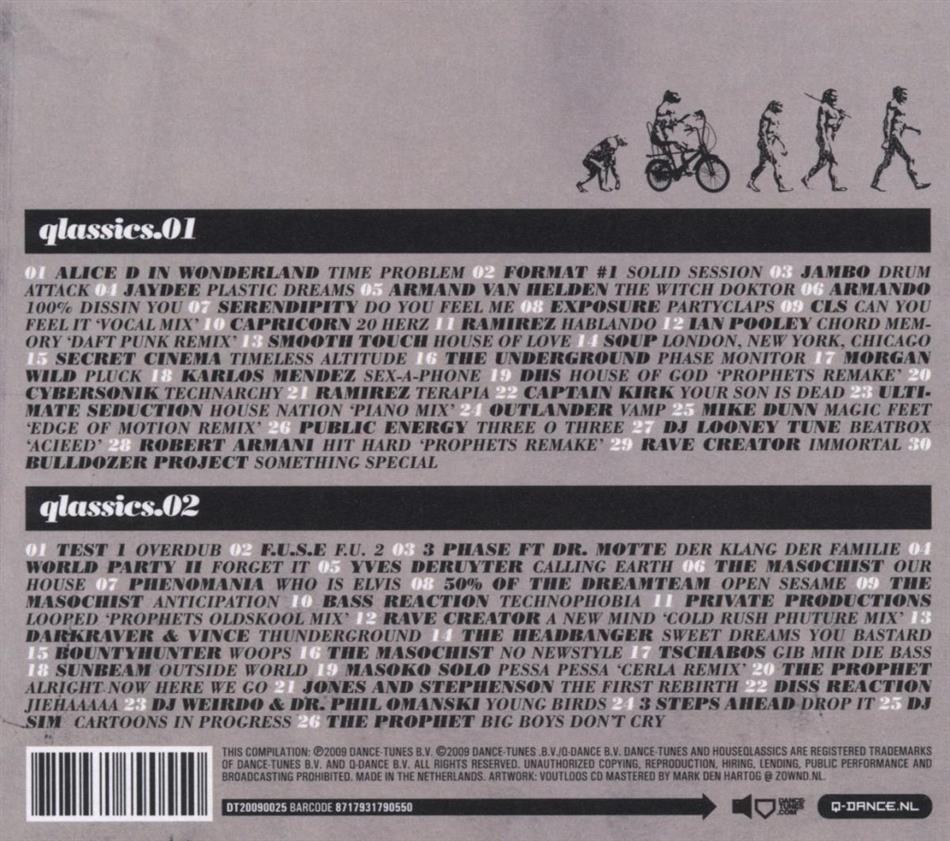 qlassics.01
01 ALICE D IN WONDERLAND TIME PROBLEM 02 FORMAT #1 SOLID SESSION 03 JAMBO DRUM
ATTACK 04 JAYDEE PLASTIC DREAMS 05 ARMAND VAN HELDEN THE WITCH DOKTOR 06 ARMANDO
100% DISSIN YOU 07 SERENDIPITY DO YOU FEEL ME 08 EXPOSURE PARTYCLAPS 09 CLS CAN YOU
FEEL IT ‘VOCAL MIX’ 10 CAPRICORN 20 HERZ 11 RAMIREZ HABLANDO 12 IAN POOLEY CHORD MEM-
ORY ‘DAFT PUNK REMIX’ 13 SMOOTH TOUCH HOUSE OF LOVE 14 SOUP LONDON, NEW YORK, CHICAGO
15 SECRET CINEMA TIMELESS ALTITUDE 16 THE UNDERGROUND PHASE MONITOR 17 MORGAN
WILD PLUCK 18 KARLOS MENDEZ SEX-A-PHONE 19 DHS HOUSE OF GOD ‘PROPHETS REMAKE’ 20
CYBERSONIK TECHNARCHY 21 RAMIREZ TERAPIA 22 CAPTAIN KIRK YOUR SON IS DEAD 23 ULTI-
MATE SEDUCTION HOUSE NATION ‘PIANO MIX’ 24 OUTLANDER VAMP 25 MIKE DUNN MAGIC FEET
‘EDGE OF MOTION REMIX’ 26 PUBLIC ENERGY THREE O THREE 27 DJ LOONEY TUNE BEATBOX
‘ACIEED’ 28 ROBERT ARMANI HIT HARD ‘PROPHETS REMAKE’ 29 RAVE CREATOR IMMORTAL 30
BULLDOZER PROJECT SOMETHING SPECIAL
qlassics.02
01 TEST 1 OVERDUB 02 F.U.S.E F.U. 2 03 3 PHASE FT DR. MOTTE DER KLANG DER FAMILIE 04
WORLD PARTY II FORGET IT 05 YVES DERUYTER CALLING EARTH 06 THE MASOCHIST OUR
HOUSE 07 PHENOMANIA WHO IS ELVIS 08 50% OF THE DREAMTEAM OPEN SESAME 09 THE
MASOCHIST ANTICIPATION 10 BASS REACTION TECHNOPHOBIA 11 PRIVATE PRODUCTIONS
LOOPED ‘PROPHETS OLDSKOOL MIX’ 12 RAVE CREATOR A NEW MIND ‘COLD RUSH PHUTURE MIX’ 13
DARKRAVER & VINCE THUNDERGROUND 14 THE HEADBANGER SWEET DREAMS YOU BASTARD
15 BOUNTYHUNTER WOOPS 16 THE MASOCHIST NO NEWSTYLE 17 TSCHABOS GIB MIR DIE BASS
18 SUNBEAM OUTSIDE WORLD 19 MASOKO SOLO PESSA PESSA ‘CERLA REMIX’ 20 THE PROPHET
ALRIGHT NOW HERE WE GO 21 JONES AND STEPHENSON THE FIRST REBIRTH 22 DISS REACTION
JIEHAAAAA 23 DJ WEIRDO & DR. PHIL OMANSKI YOUNG BIRDS 24 3 STEPS AHEAD DROP IT 25 DJ
SIM CARTOONS IN PROGRESS 26 THE PROPHET BIG BOYS DON’T CRY
THIS COMPILATION: ℗2009 DANCE-TUNES B.V. ©2009 DANCE-TUNES .B.V./Q-DANCE B.V. DANCE-TUNES AND HOUSEQLASSICS ARE REGISTERED TRADEMARKS
OF DANCE-TUNES B.V. AND Q-DANCE B.V. ALL RIGHTS RESERVED. UNAUTHORIZED COPYING, REPRODUCTION, HIRING, LENDING, PUBLIC PERFORMANCE AND
BROADCASTING PROHIBITED. MADE IN THE NETHERLANDS. ARTWORK: VOUTLOOS CD MASTERED BY MARK DEN HARTOG @ ZOWND.NL.
DT20090025 BARCODE 8717931790550
DANCE-
TUNES
.COM
Q-DANCE.NL